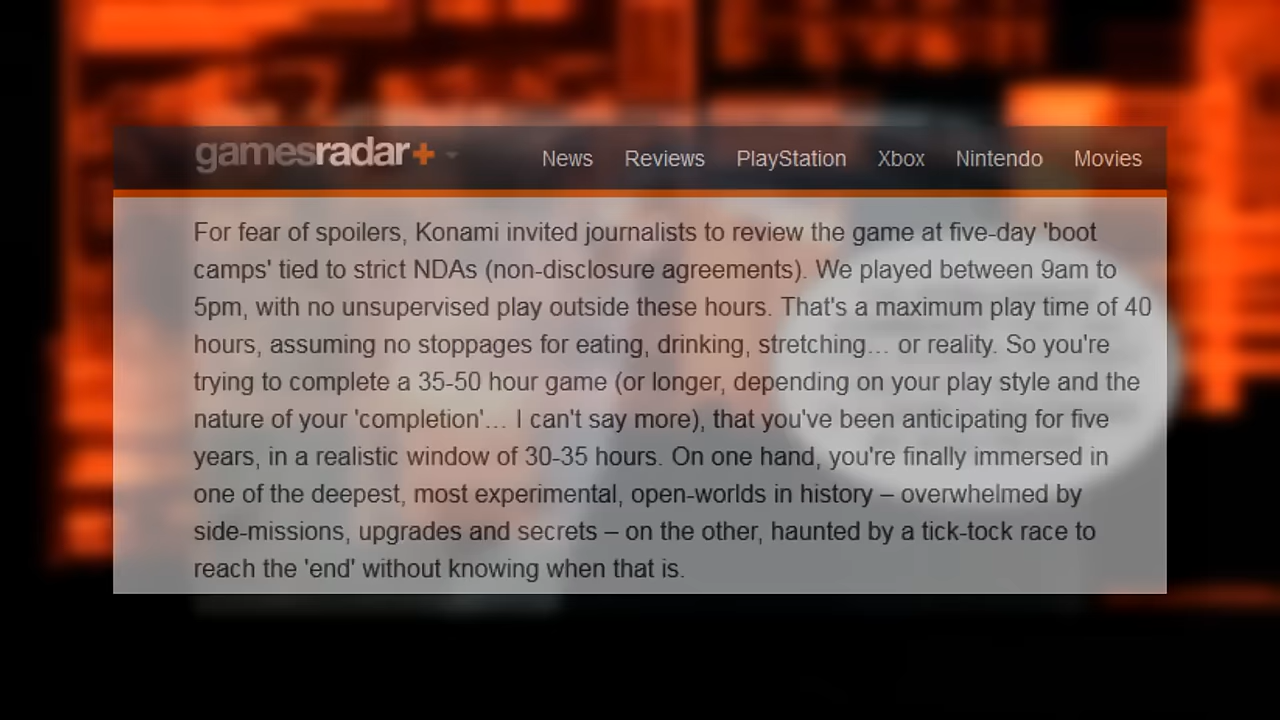 gamesradar+
News Reviews PlayStation Xbox Nintendo Movies
For fear of spoilers, Konami invited journalists to review the game at five-day 'boot
camps' tied to strict NDAs (non-disclosure agreements). We played between 9am to
5pm, with no unsupervised play outside these hours. That's a maximum play time of 40
hours, assuming no stoppages for eating, drinking, stretching… or reality. So you're
trying to complete a 35-50 hour game (or longer, depending on your play style and the
nature of your 'completion'… I can't say more), that you've been anticipating for five
years, in a realistic window of 30-35 hours. On one hand, you're finally immersed in
one of the deepest, most experimental, open-worlds in history – overwhelmed by
side-missions, upgrades and secrets – on the other, haunted by a tick-tock race to
reach the 'end' without knowing when that is.